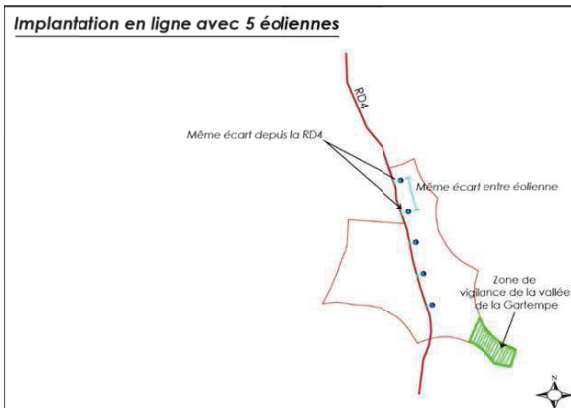 Implantation en ligne avec 5 éoliennes
RD4
Même écart depuis la RD4
Même écart entre éolienne
Zone de
vigilance de la vallée
de la Gartempe
N